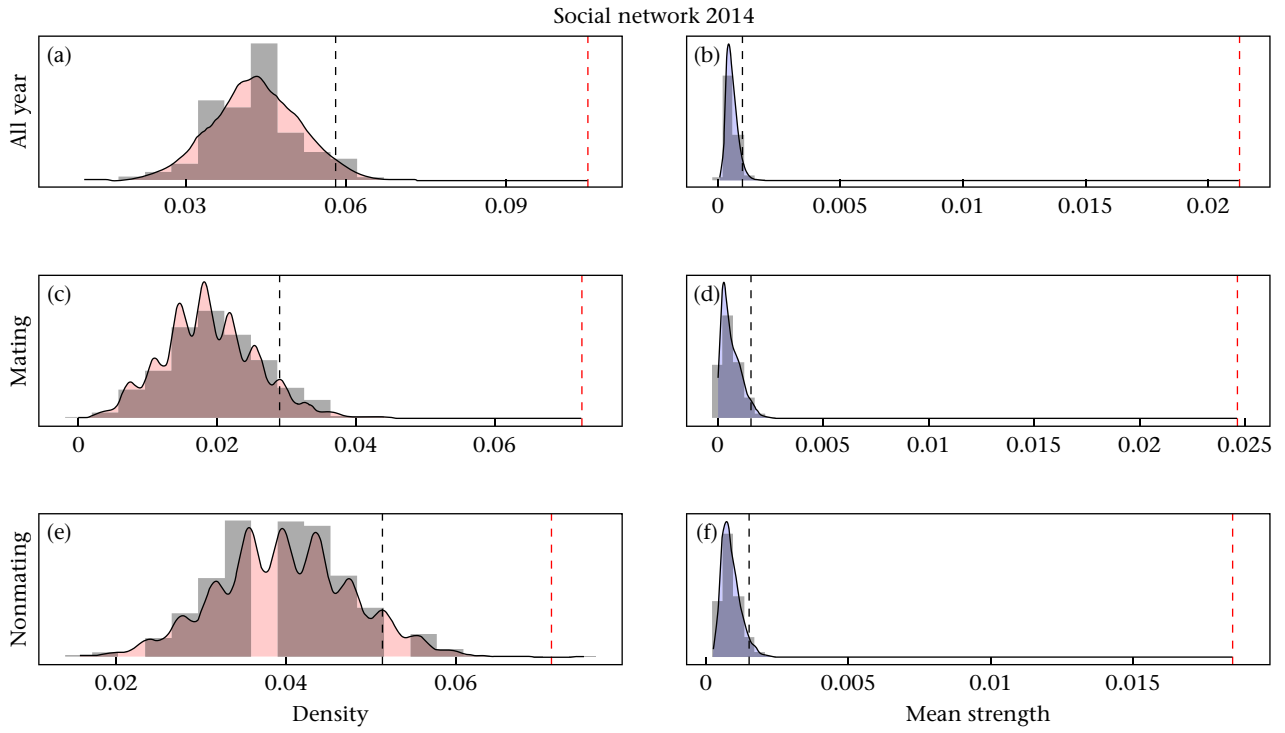 Social network 2014
All year
(a)
0.03 0.06 0.09
(b)
0 0.005 0.01 0.015 0.02
Mating
(c)
0 0.02 0.04 0.06
(d)
0 0.005 0.01 0.015 0.02 0.025
Nonmating
(e)
0.02 0.04 0.06
Density
(f)
0 0.005 0.01 0.015
Mean strength